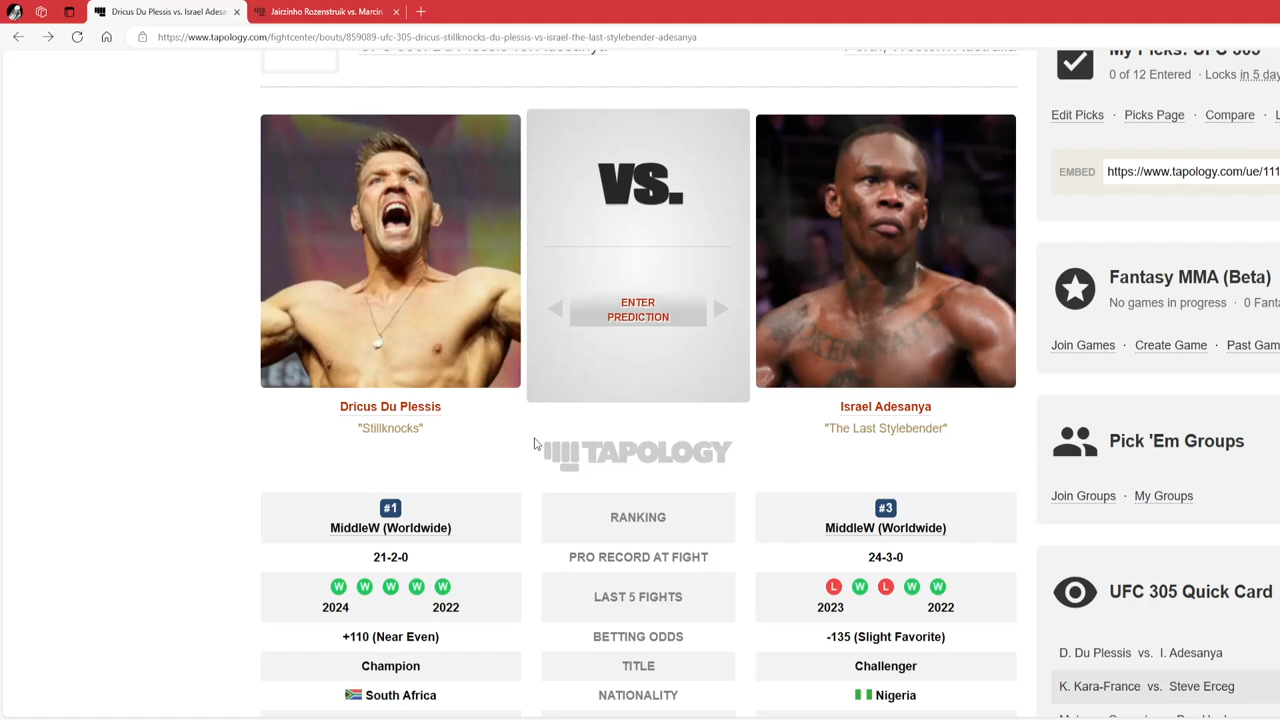 Dricus Du Plessis vs. Israel Adesa
Jairzinho Rozenstruik vs. Marcin
https://www.tapology.com/fightcenter/bouts/859089-ufc-305-dricus-stillknocks-du-plessis-vs-israel-the-last-stylebender-adesanya
My Picks: UFC 305
0 of 12 Entered · Locks in 5 day
Edit Picks · Picks Page · Compare ·
EMBED https://www.tapology.com/ue/111
VS.
ENTER
PREDICTION
Dricus Du Plessis
"Stillknocks"
Israel Adesanya
"The Last Stylebender"
TAPOLOGY
#1
MiddleW (Worldwide)
RANKING
#3
MiddleW (Worldwide)
21-2-0
PRO RECORD AT FIGHT
24-3-0
W W W W W
2024 2022
LAST 5 FIGHTS
L W L W W
2023 2022
+110 (Near Even)
BETTING ODDS
-135 (Slight Favorite)
Champion
TITLE
Challenger
South Africa
NATIONALITY
Nigeria
Fantasy MMA (Beta)
No games in progress · 0 Fanta
Join Games · Create Game · Past Gam
Pick 'Em Groups
Join Groups · My Groups
UFC 305 Quick Card
D. Du Plessis vs. I. Adesanya
K. Kara-France vs. Steve Erceg